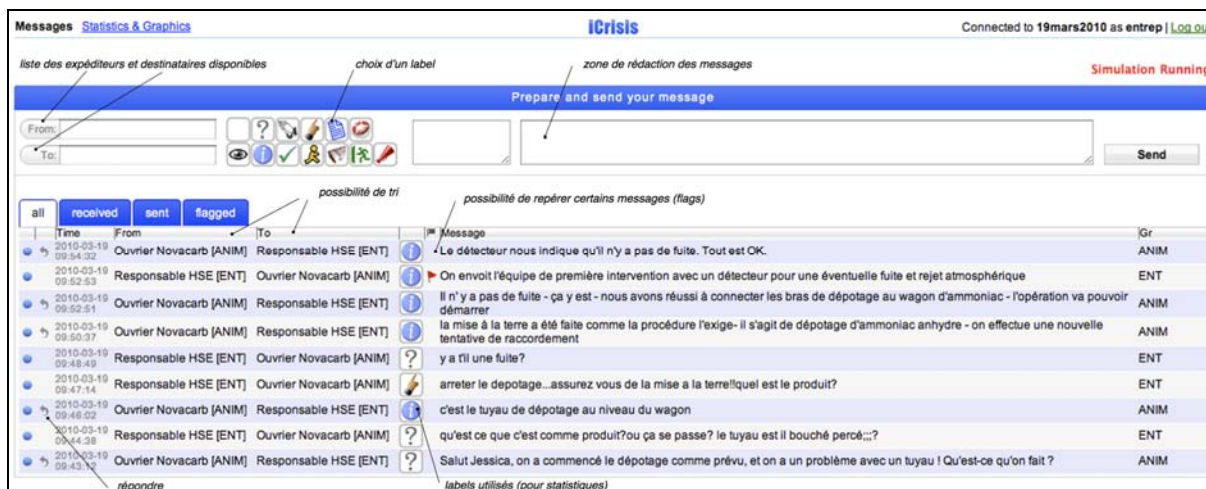 Messages Statistics & Graphics iCrisis Connected to 19mars2010 as entrep | Log ou
liste des expéditeurs et destinataires disponibles choix d'un label zone de rédaction des messages
Simulation Running
Prepare and send your message
From:
To:
Send
possibilité de tri possibilité de repérer certains messages (flags)
all received sent flagged
Time From To Message Gr
2010-03-19 09:54:32 Ouvrier Novacarb [ANIM] Responsable HSE [ENT] Le détecteur nous indique qu'il n'y a pas de fuite. Tout est OK. ANIM
2010-03-19 09:52:53 Responsable HSE [ENT] Ouvrier Novacarb [ANIM] On envoit l'équipe de première intervention avec un détecteur pour une éventuelle fuite et rejet atmosphérique ENT
2010-03-19 09:52:51 Ouvrier Novacarb [ANIM] Responsable HSE [ENT] Il n' y a pas de fuite - ça y est - nous avons réussi à connecter les bras de dépotage au wagon d'ammoniac - l'opération va pouvoir
démarrer ANIM
2010-03-19 09:50:37 Ouvrier Novacarb [ANIM] Responsable HSE [ENT] la mise à la terre a été faite comme la procédure l'exige- il s'agit de dépotage d'ammoniac anhydre - on effectue une nouvelle
tentative de raccordement ANIM
2010-03-19 09:48:49 Responsable HSE [ENT] Ouvrier Novacarb [ANIM] ? y a t'il une fuite? ENT
2010-03-19 09:47:14 Responsable HSE [ENT] Ouvrier Novacarb [ANIM] arreter le depotage...assurez vous de la mise a la terre!!quel est le produit? ENT
2010-03-19 09:46:02 Ouvrier Novacarb [ANIM] Responsable HSE [ENT] c'est le tuyau de dépotage au niveau du wagon ANIM
2010-03-19 09:44:38 Responsable HSE [ENT] Ouvrier Novacarb [ANIM] ? qu'est ce que c'est comme produit?ou ça se passe? le tuyau est il bouché percé;;;? ENT
2010-03-19 09:43:12 Ouvrier Novacarb [ANIM] Responsable HSE [ENT] ? Salut Jessica, on a commencé le dépotage comme prévu, et on a un problème avec un tuyau ! Qu'est-ce qu'on fait ? ANIM
répondre labels utilisés (pour statistiques)